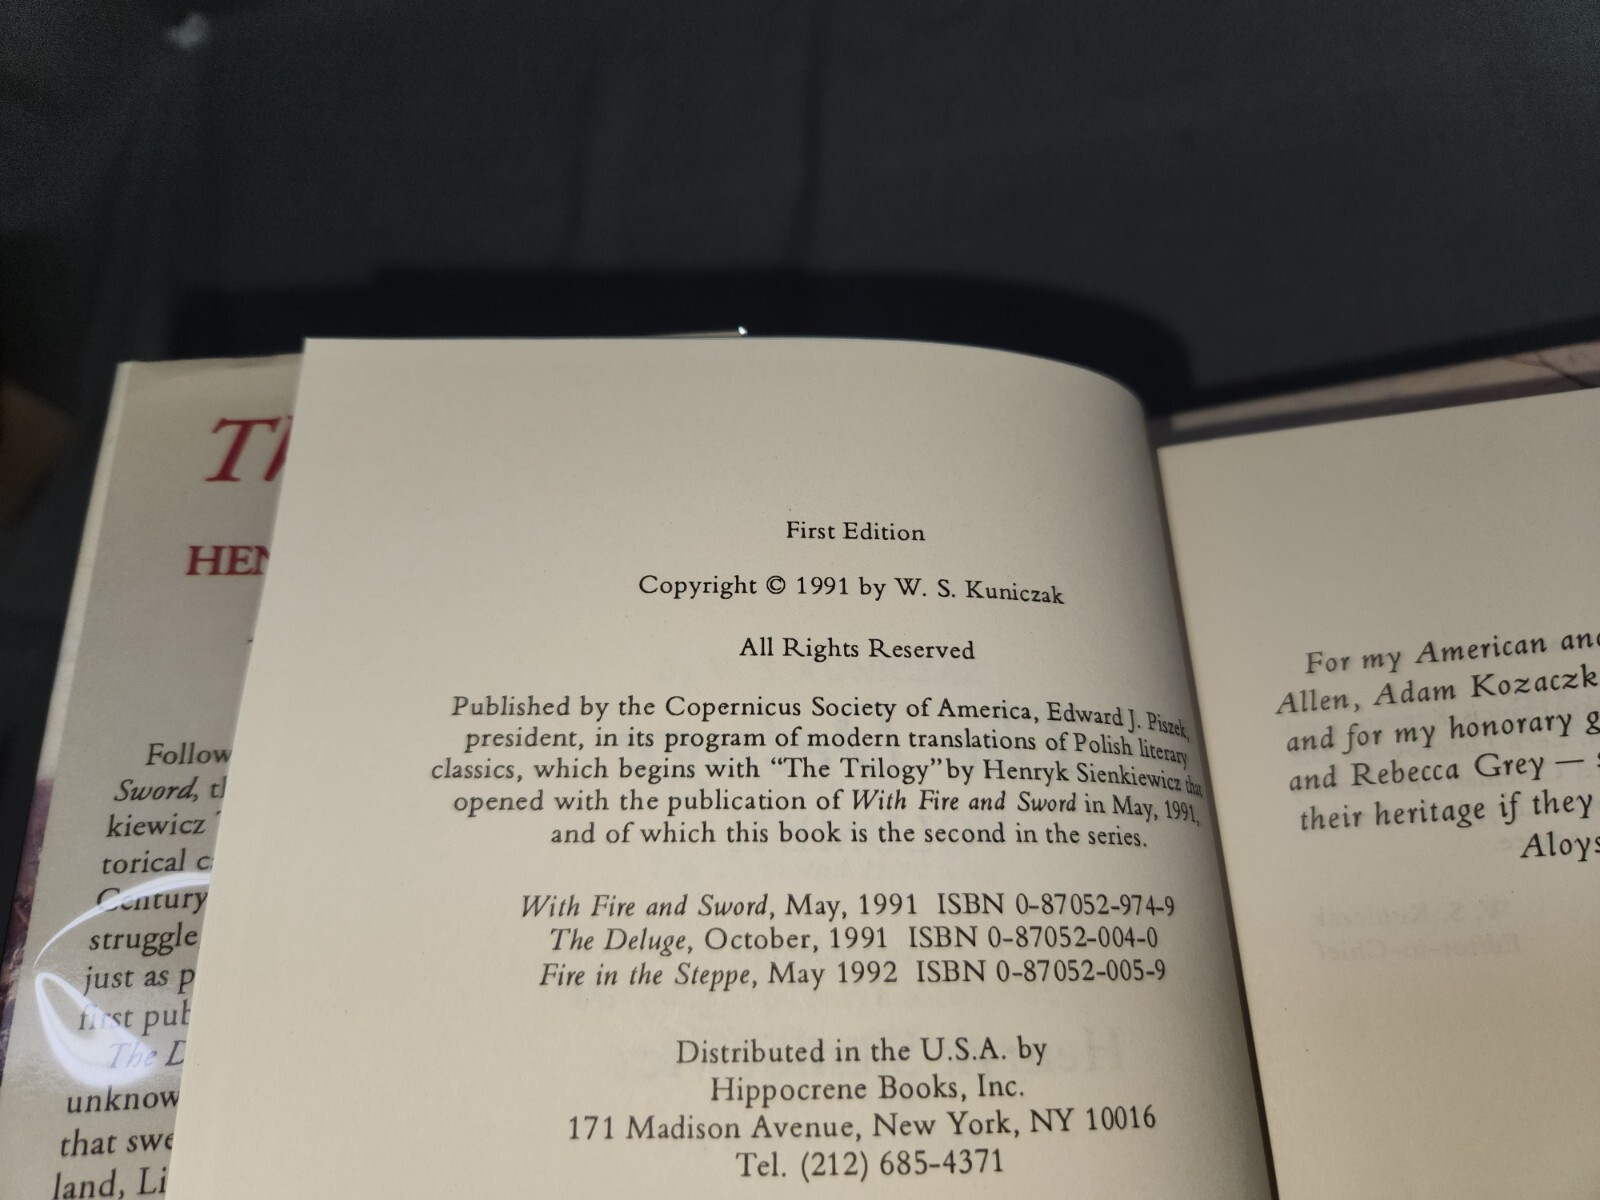 Th
HEN
Follow
Sword, th
kiewicz
torical c
Century
struggle
just as p
first pub
The D
unknow
that swe
land, Li
First Edition
Copyright © 1991 by W. S. Kuniczak
All Rights Reserved
Published by the Copernicus Society of America, Edward J. Piszek,
president, in its program of modern translations of Polish literary
classics, which begins with “The Trilogy” by Henryk Sienkiewicz that
opened with the publication of With Fire and Sword in May, 1991,
and of which this book is the second in the series.
With Fire and Sword, May, 1991 ISBN 0-87052-974-9
The Deluge, October, 1991 ISBN 0-87052-004-0
Fire in the Steppe, May 1992 ISBN 0-87052-005-9
Distributed in the U.S.A. by
Hippocrene Books, Inc.
171 Madison Avenue, New York, NY 10016
Tel. (212) 685-4371
For my American and
Allen, Adam Kozaczk
and for my honorary g
and Rebecca Grey —
their heritage if they
Aloys